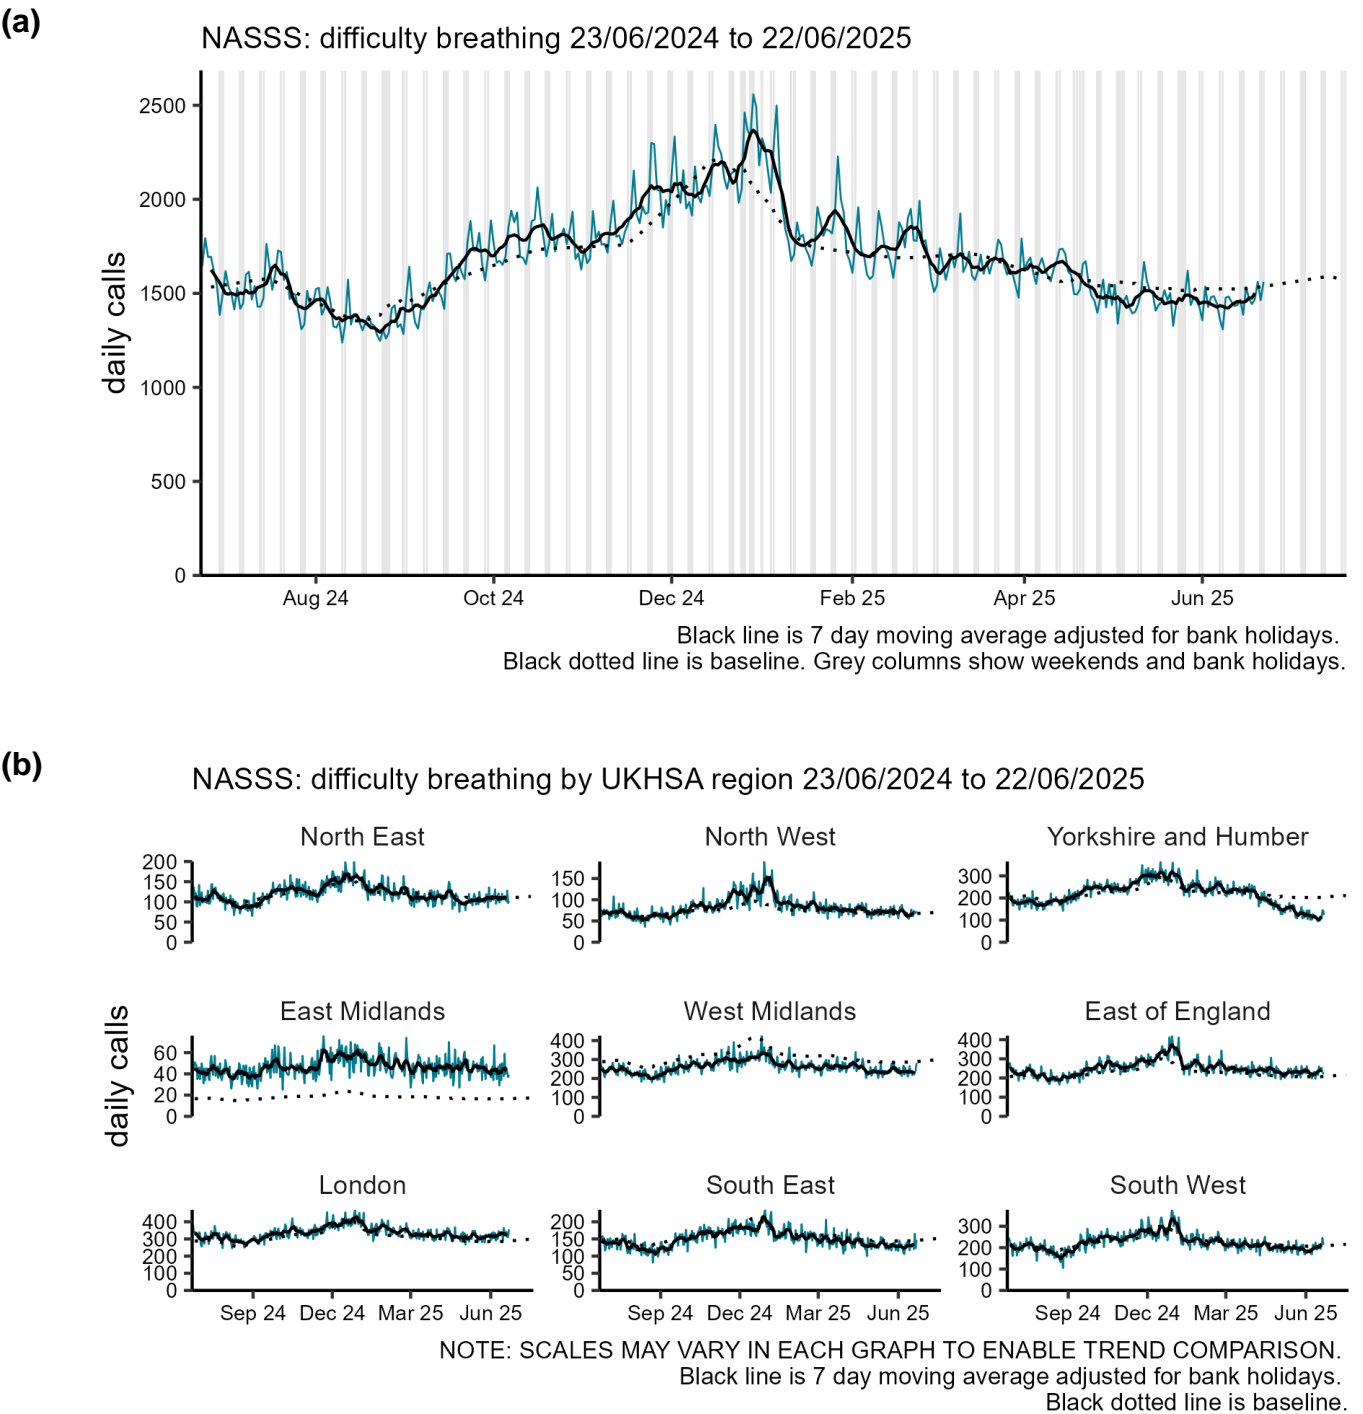 (a)
NASSS: difficulty breathing 23/06/2024 to 22/06/2025
2500
2000
1500
1000
500
0
daily calls
Aug 24 Oct 24 Dec 24 Feb 25 Apr 25 Jun 25
Black line is 7 day moving average adjusted for bank holidays.
Black dotted line is baseline. Grey columns show weekends and bank holidays.
(b)
NASSS: difficulty breathing by UKHSA region 23/06/2024 to 22/06/2025
daily calls
North East
200
150
100
50
0
North West
150
100
50
0
Yorkshire and Humber
300
200
100
0
East Midlands
60
40
20
0
West Midlands
400
300
200
100
0
East of England
400
300
200
100
0
London
400
300
200
100
0
Sep 24 Dec 24 Mar 25 Jun 25
South East
200
150
100
50
0
Sep 24 Dec 24 Mar 25 Jun 25
South West
300
200
100
0
Sep 24 Dec 24 Mar 25 Jun 25
NOTE: SCALES MAY VARY IN EACH GRAPH TO ENABLE TREND COMPARISON.
Black line is 7 day moving average adjusted for bank holidays.
Black dotted line is baseline.